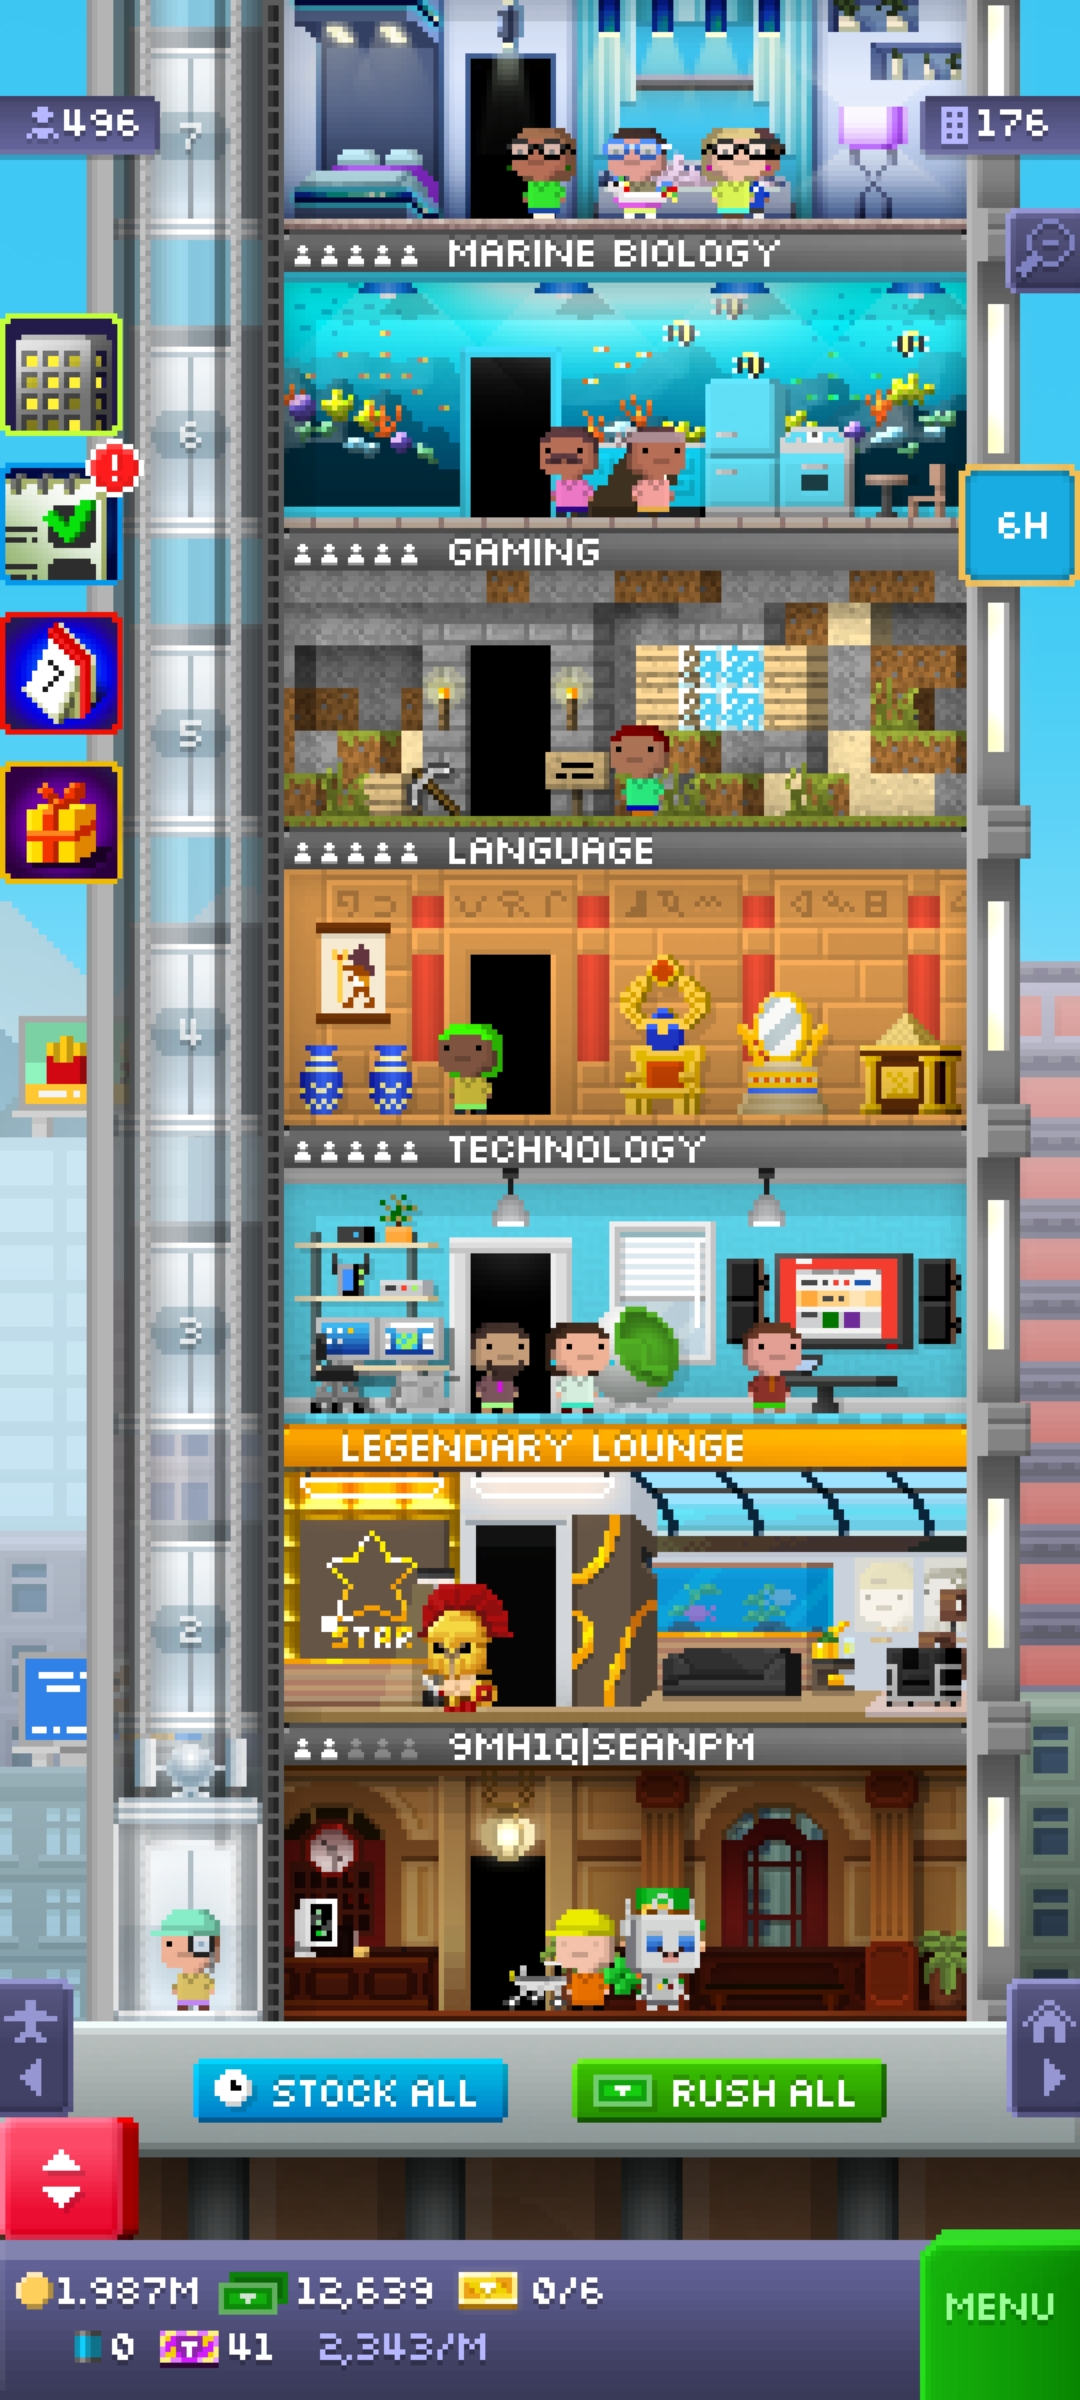 496
7
176
MARINE BIOLOGY
6
GAMING
6H
7
5
LANGUAGE
4
TECHNOLOGY
3
LEGENDARY LOUNGE
STAR
2
9MH1Q|SEANPM
STOCK ALL
RUSH ALL
1.987M 12,639 0/6
MENU
0 41 2,343/M